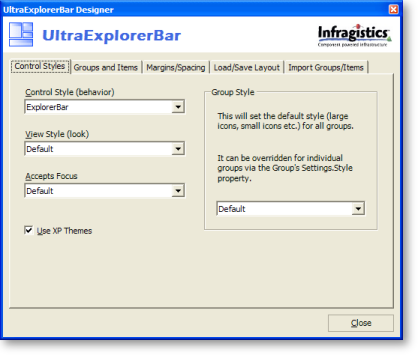 UltraExplorerBar Designer
UltraExplorerBar
Infragistics
Component powered infrastructure
Control Styles
Groups and Items
Margins/Spacing
Load/Save Layout
Import Groups/Items
Control Style (behavior)
ExplorerBar
View Style (look)
Default
Accepts Focus
Default
Use XP Themes
Group Style
This will set the default style (large
icons, small icons etc.) for all groups.
It can be overridden for individual
groups via the Group's Settings.Style
property.
Default
Close